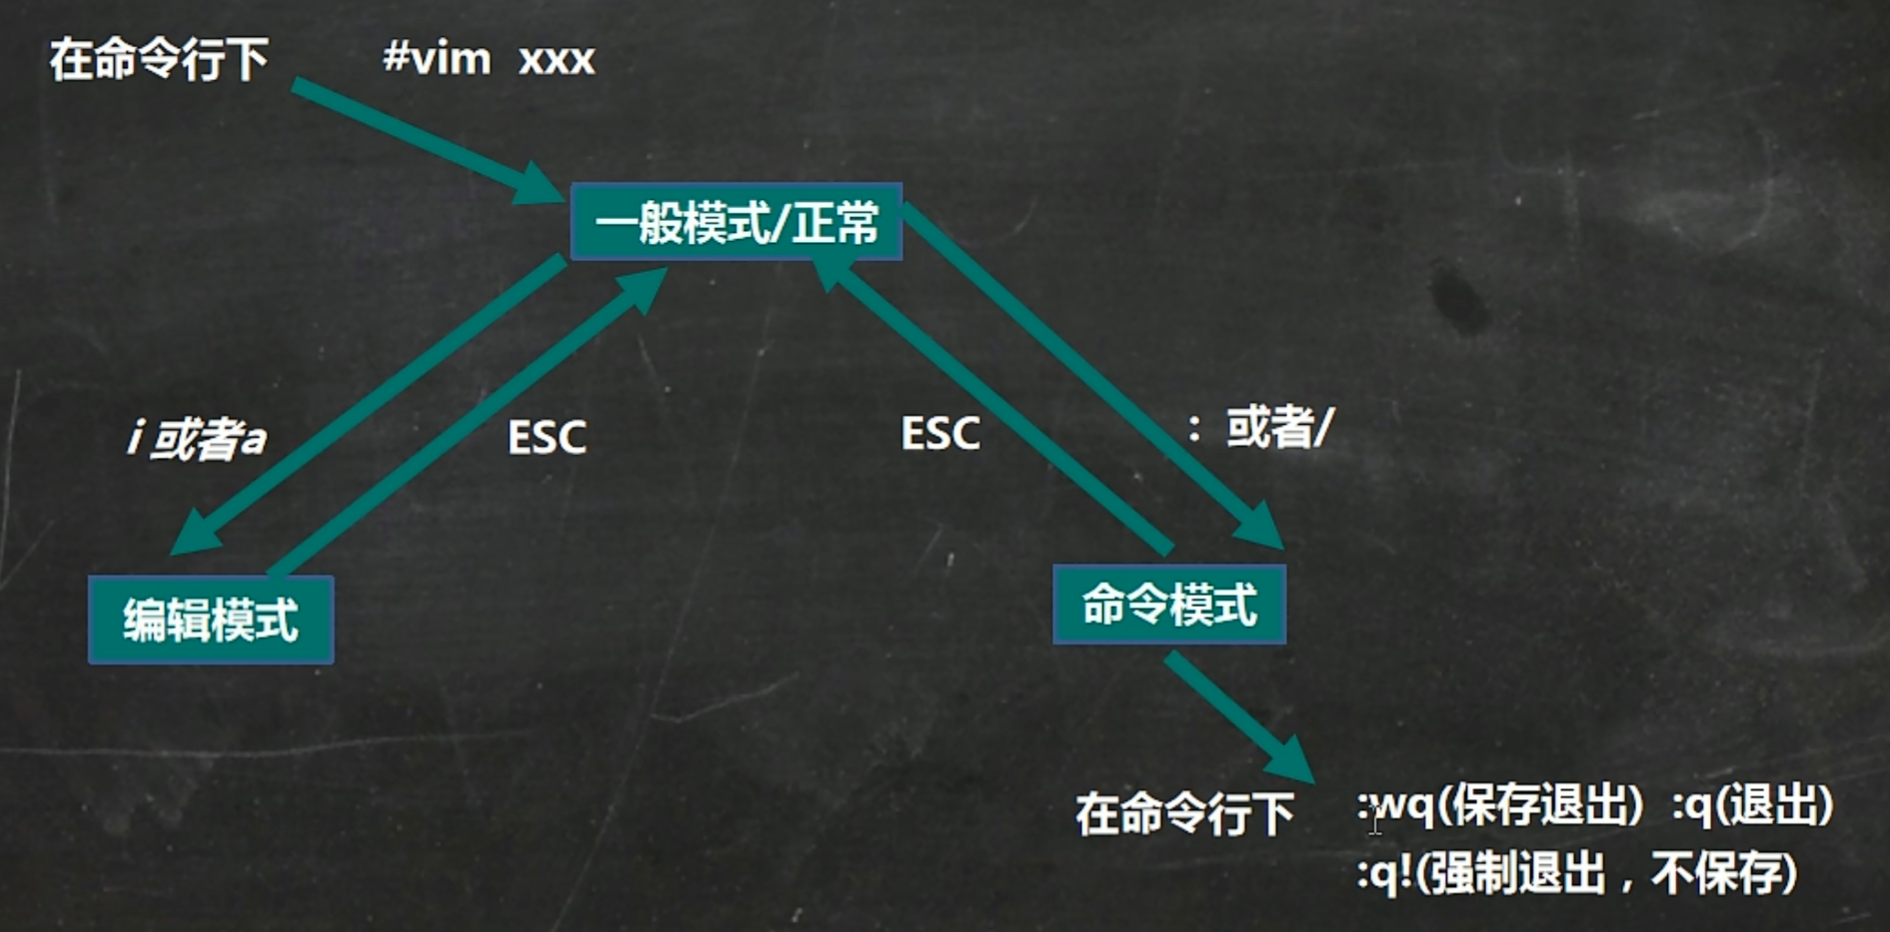 在命令行下 #vim xxx
一般模式/正常
i 或者a
ESC
ESC
: 或者/
编辑模式
命令模式
在命令行下
:wq(保存退出) :q(退出)
:q!(强制退出，不保存)